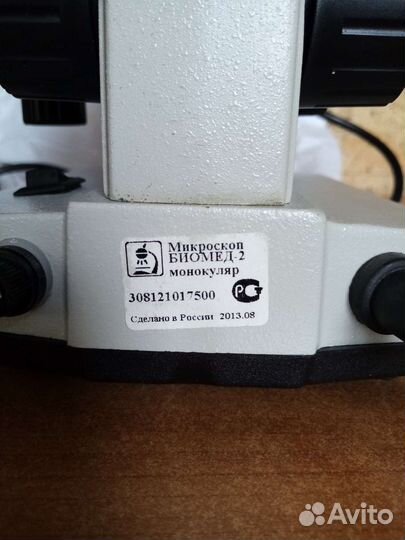 Микроскоп
БИОМЕД-2
монокуляр
308121017500
Сделано в России 2013.08
Avito